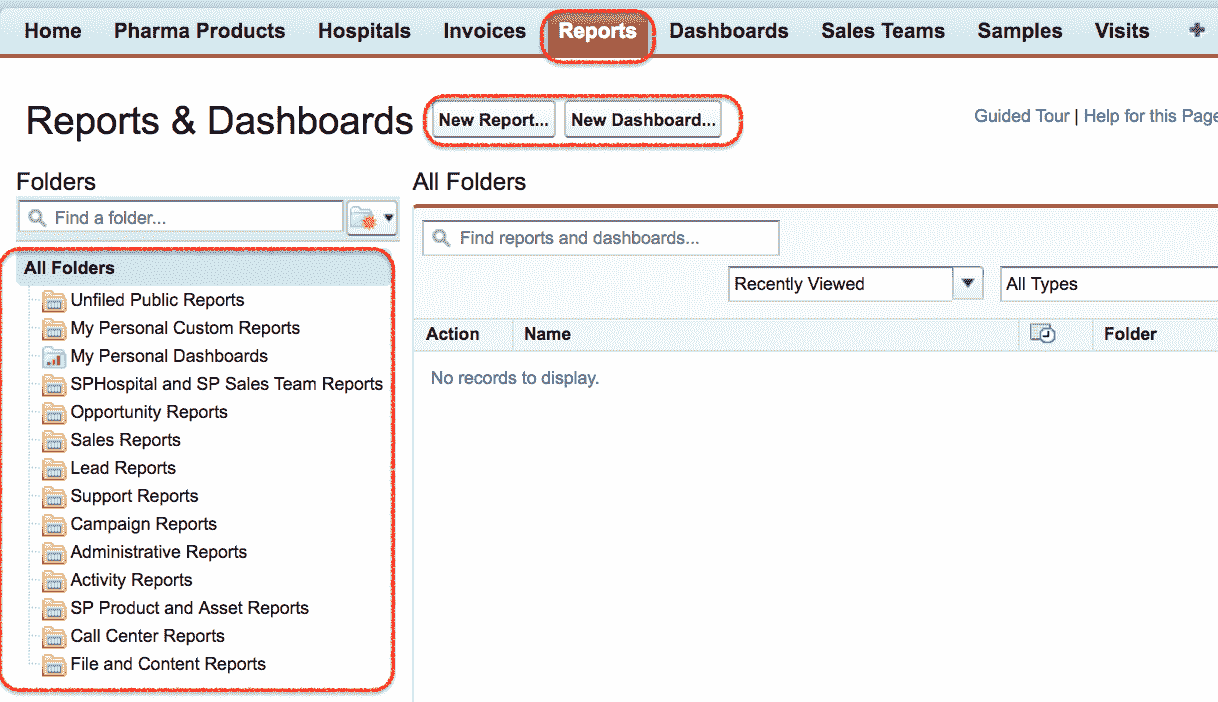 Home Pharma Products Hospitals Invoices Reports Dashboards Sales Teams Samples Visits
Reports & Dashboards New Report... New Dashboard... Guided Tour | Help for this Page
Folders
Find a folder...
All Folders
Unfiled Public Reports
My Personal Custom Reports
My Personal Dashboards
SPHospital and SP Sales Team Reports
Opportunity Reports
Sales Reports
Lead Reports
Support Reports
Campaign Reports
Administrative Reports
Activity Reports
SP Product and Asset Reports
Call Center Reports
File and Content Reports
All Folders
Find reports and dashboards...
Recently Viewed All Types
Action Name Folder
No records to display.